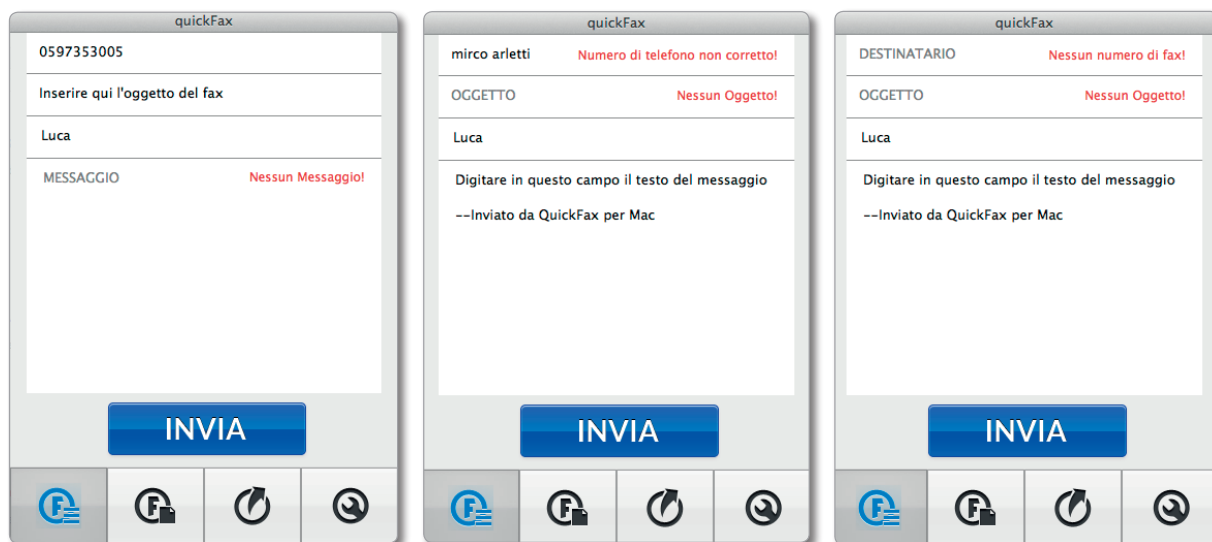 quickFax
0597353005
Inserire qui l'oggetto del fax
Luca
MESSAGGIO Nessun Messaggio!
INVIA
quickFax
mirco arletti Numero di telefono non corretto!
OGGETTO Nessun Oggetto!
Luca
Digitare in questo campo il testo del messaggio
--Inviato da QuickFax per Mac
INVIA
quickFax
DESTINATARIO Nessun numero di fax!
OGGETTO Nessun Oggetto!
Luca
Digitare in questo campo il testo del messaggio
--Inviato da QuickFax per Mac
INVIA